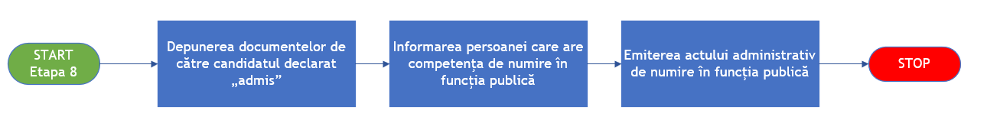 START
Etapa 8
Depunerea documentelor de
către candidatul declarat
„admis”
Informarea persoanei care are
competența de numire în
funcția publică
Emiterea actului administrativ
de numire în funcția publică
STOP